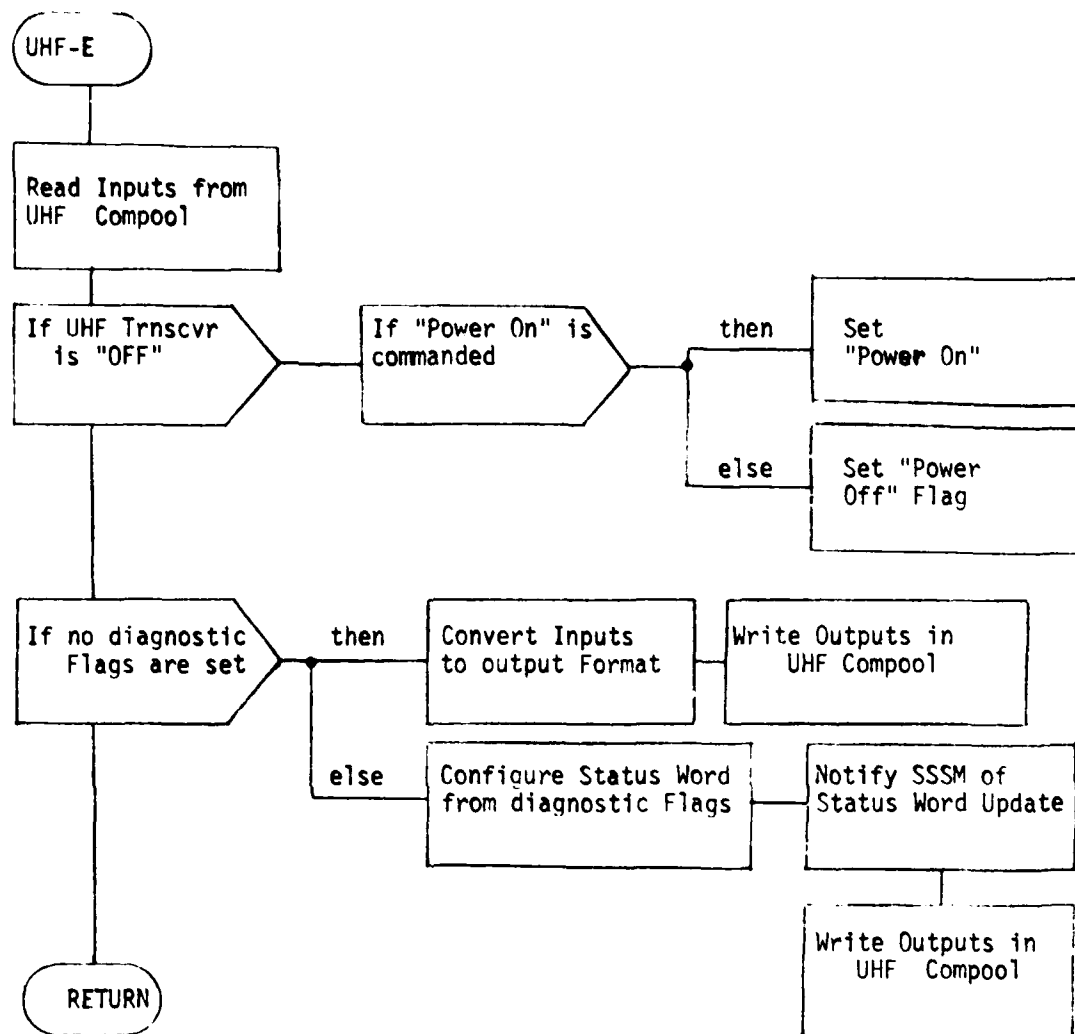 UHF-E
Read Inputs from
UHF Compool
If UHF Trnscvr
is "OFF"
If "Power On" is
commanded
then
Set
"Power On"
else
Set "Power
Off" Flag
If no diagnostic
Flags are set
then
Convert Inputs
to output Format
Write Outputs in
UHF Compool
else
Configure Status Word
from diagnostic Flags
Notify SSSM of
Status Word Update
Write Outputs in
UHF Compool
RETURN